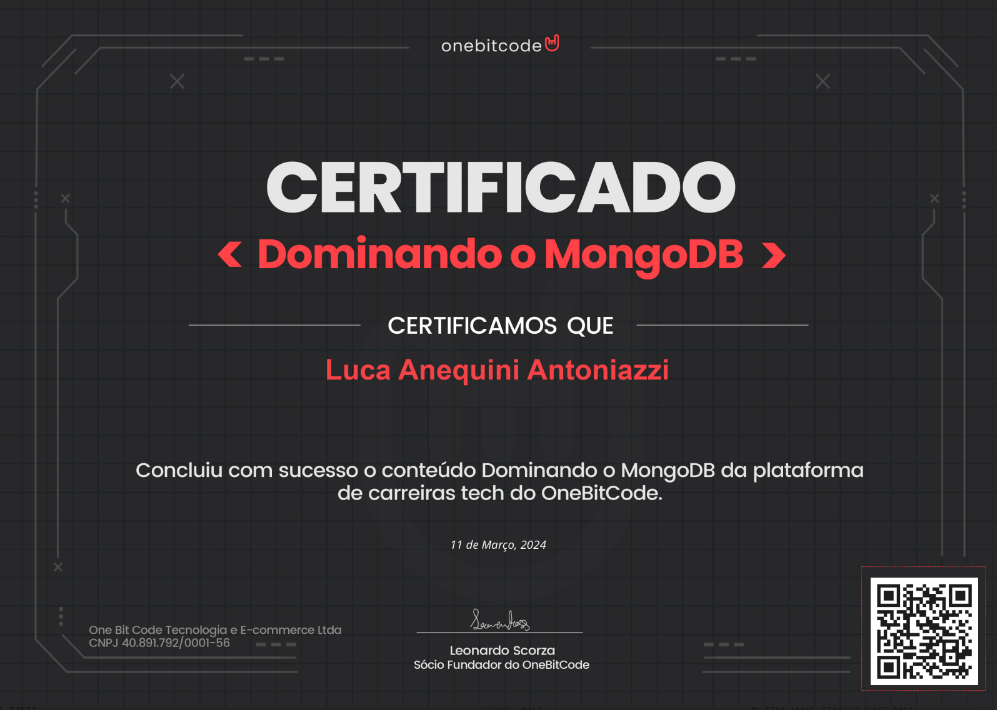 onebitcode
CERTIFICADO
< Dominando o MongoDB >
CERTIFICAMOS QUE
Luca Anequini Antoniazzi
Concluiu com sucesso o conteúdo Dominando o MongoDB da plataforma
de carreiras tech do OneBitCode.
11 de Março, 2024
One Bit Code Tecnologia e E-commerce Ltda
CNPJ 40.891.792/0001-56
Leonardo Scorza
Sócio Fundador do OneBitCode